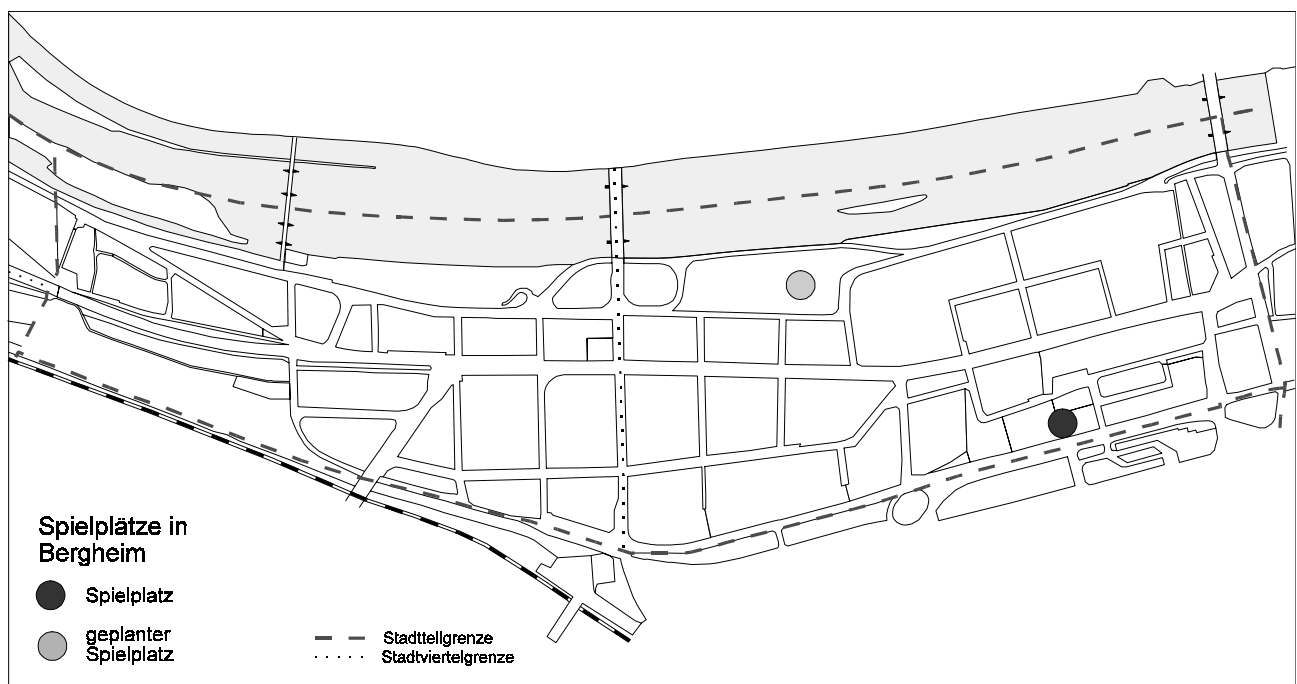 Spielplätze in
Bergheim
Spielplatz
geplanter
Spielplatz
Stadtteilgrenze
Stadtviertelgrenze